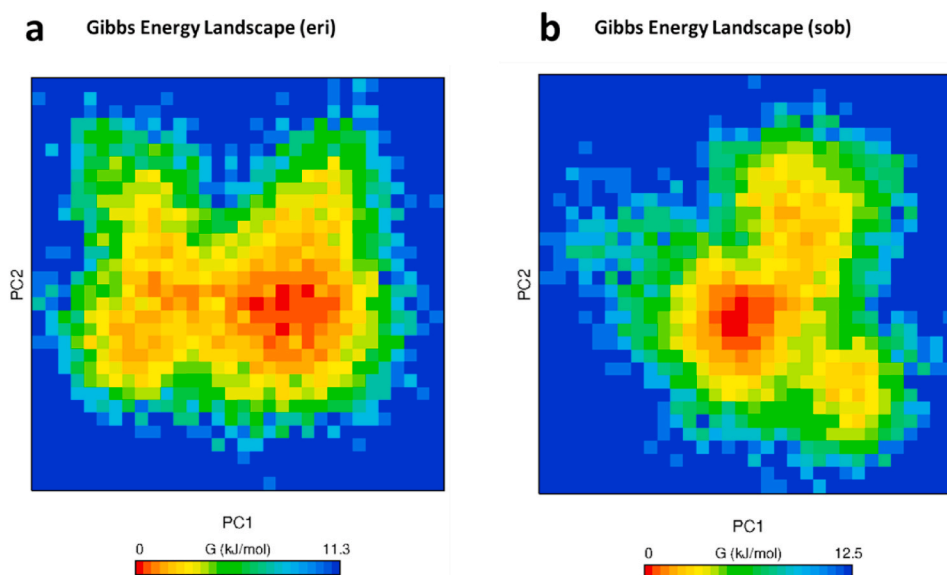 a
Gibbs Energy Landscape (eri)
PC2
PC1
0
G (kJ/mol)
11.3
b
Gibbs Energy Landscape (sob)
PC2
PC1
0
G (kJ/mol)
12.5